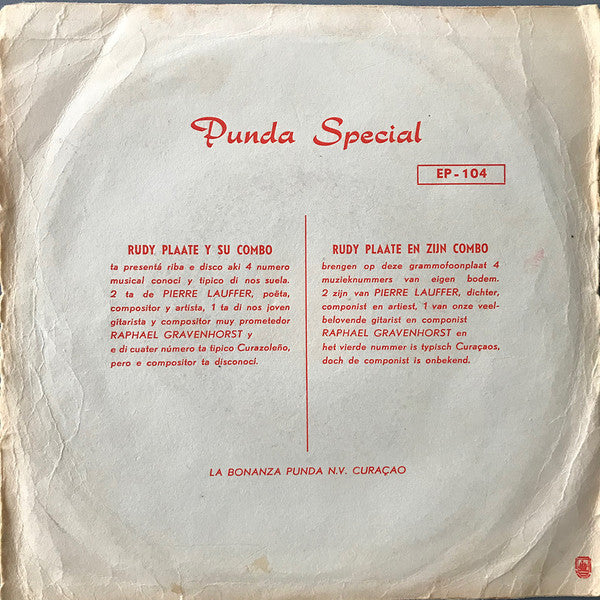 Punda Special
EP - 104
RUDY PLAATE Y SU COMBO
ta presentá riba e disco aki 4 numero
musical conoci y tipico di nos suela.
2 ta de PIERRE LAUFFER, poëta,
compositor y artista, 1 ta di nos joven
gitarista y compositor muy prometedor
RAPHAEL GRAVENHORST y
e di cuater número ta tipico Curazoleño,
pero e compositor ta disconocí.
RUDY PLAATE EN ZIJN COMBO
brengen op deze grammofoonplaat 4
muzieknummers van eigen bodem.
2 zijn van PIERRE LAUFFER, dichter,
componist en artiest, 1 van onze veel-
belovende gitarist en componist
RAPHAEL GRAVENHORST en
het vierde nummer is typisch Curaçaos,
doch de componist is onbekend.
LA BONANZA PUNDA N.V. CURAÇAO